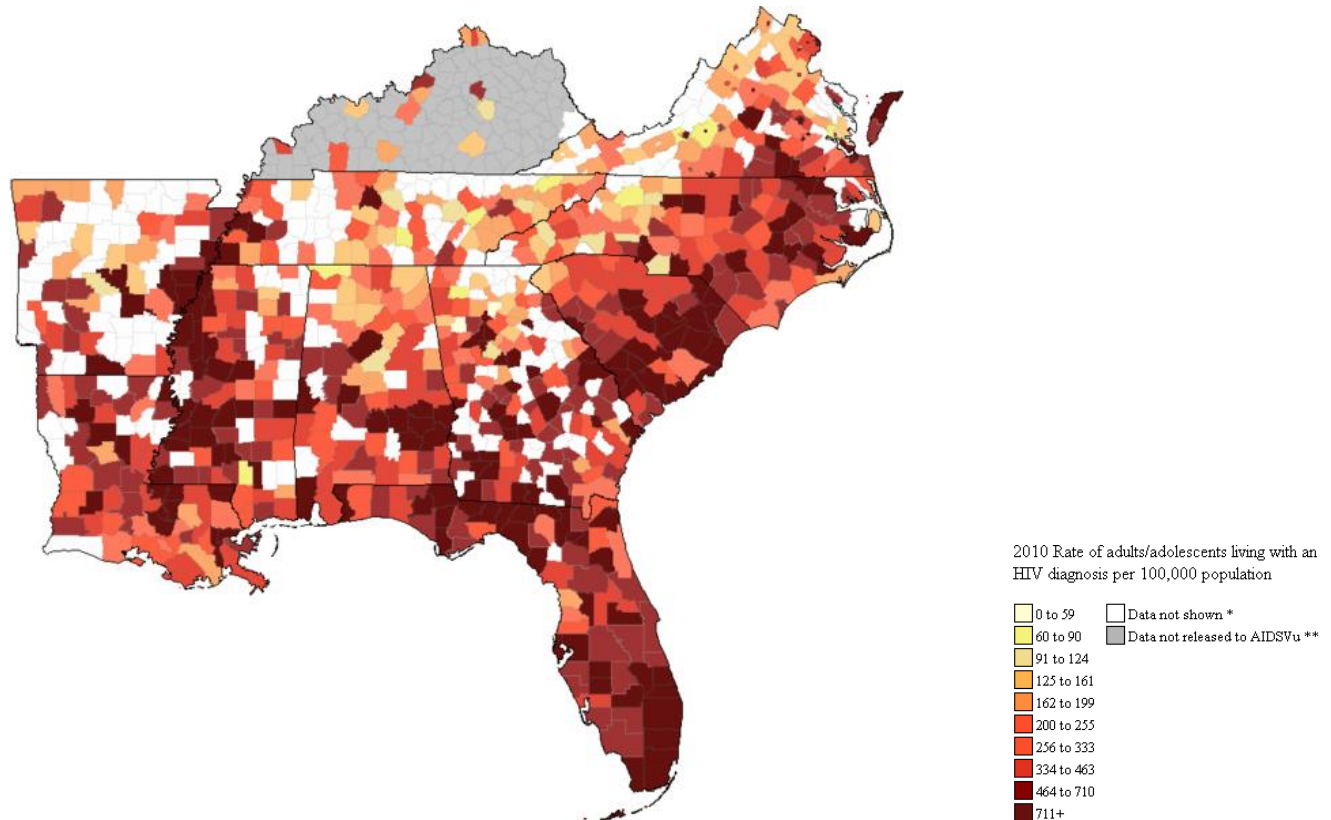 2010 Rate of adults/adolescents living with an
HIV diagnosis per 100,000 population
0 to 59
Data not shown *
60 to 90
Data not released to AIDSVu **
91 to 124
125 to 161
162 to 199
200 to 255
256 to 333
334 to 463
464 to 710
711+